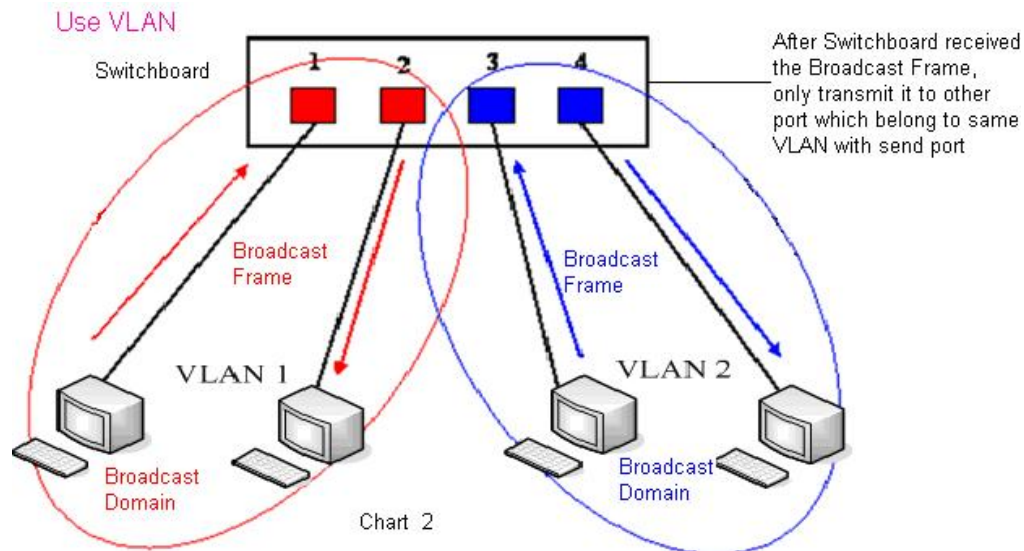 Use VLAN
Switchboard
1 2 3 4
After Switchboard received
the Broadcast Frame,
only transmit it to other
port which belong to same
VLAN with send port
Broadcast
Frame
Broadcast
Frame
VLAN 1
VLAN 2
Broadcast
Domain
Broadcast
Domain
Chart 2